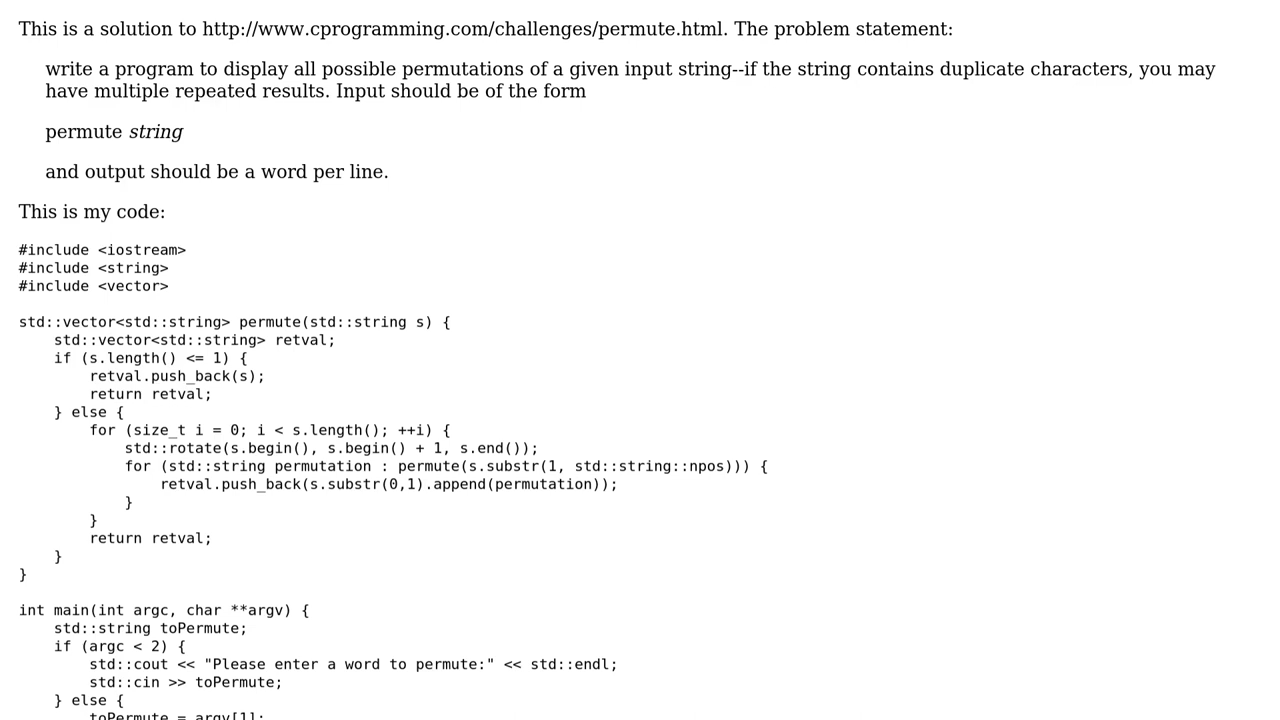 This is a solution to http://www.cprogramming.com/challenges/permute.html. The problem statement:
write a program to display all possible permutations of a given input string--if the string contains duplicate characters, you may
have multiple repeated results. Input should be of the form
permute string
and output should be a word per line.
This is my code:
#include <iostream>
#include <string>
#include <vector>
std::vector<std::string> permute(std::string s) {
    std::vector<std::string> retval;
    if (s.length() <= 1) {
        retval.push_back(s);
        return retval;
    } else {
        for (size_t i = 0; i < s.length(); ++i) {
            std::rotate(s.begin(), s.begin() + 1, s.end());
            for (std::string permutation : permute(s.substr(1, std::string::npos))) {
                retval.push_back(s.substr(0,1).append(permutation));
            }
        }
        return retval;
    }
}
int main(int argc, char **argv) {
    std::string toPermute;
    if (argc < 2) {
        std::cout << "Please enter a word to permute:" << std::endl;
        std::cin >> toPermute;
    } else {
        toPermute = argv[1];